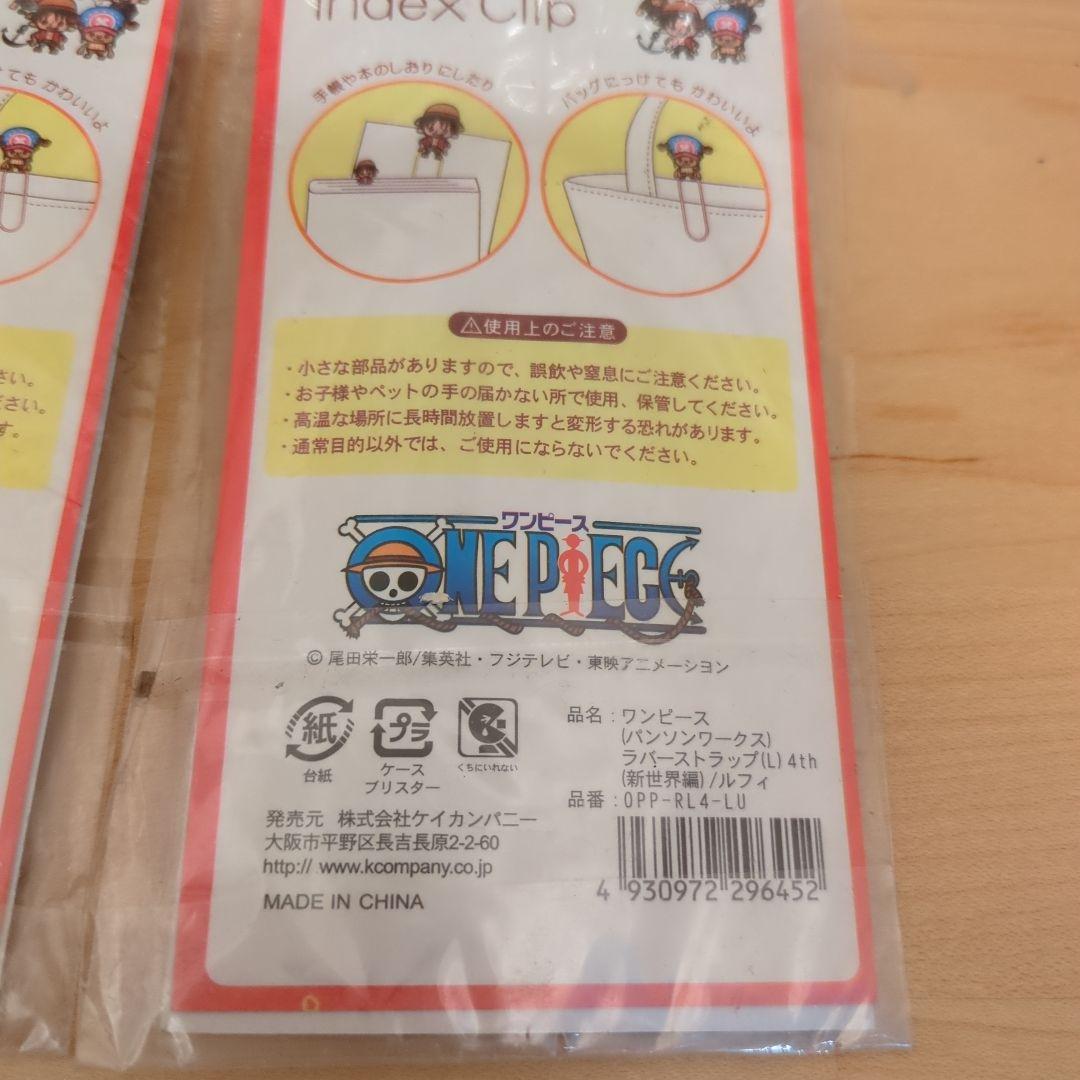 Index Clip
ても かわいいよ
手帳や本のしおりにしたり
バッグにつけても かわいいよ
⚠使用上のご注意
・小さな部品がありますので、誤飲や窒息にご注意ください。
・お子様やペットの手の届かない所で使用、保管してください。
・高温な場所に長時間放置しますと変形する恐れがあります。
・通常目的以外では、ご使用にならないでください。
さい。
ださい。
す。
ワンピース
ONE PIECE
© 尾田栄一郎/集英社・フジテレビ・東映アニメーション
紙
台紙
プラ
ケース
ブリスター
くちにいれない
品名：ワンピース
(パンソンワークス)
ラバーストラップ(L) 4th
(新世界編)/ルフィ
品番：OPP-RL4-LU
発売元 株式会社ケイカンパニー
大阪市平野区長吉長原2-2-60
http:// www.kcompany.co.jp
MADE IN CHINA
4 930972 296452